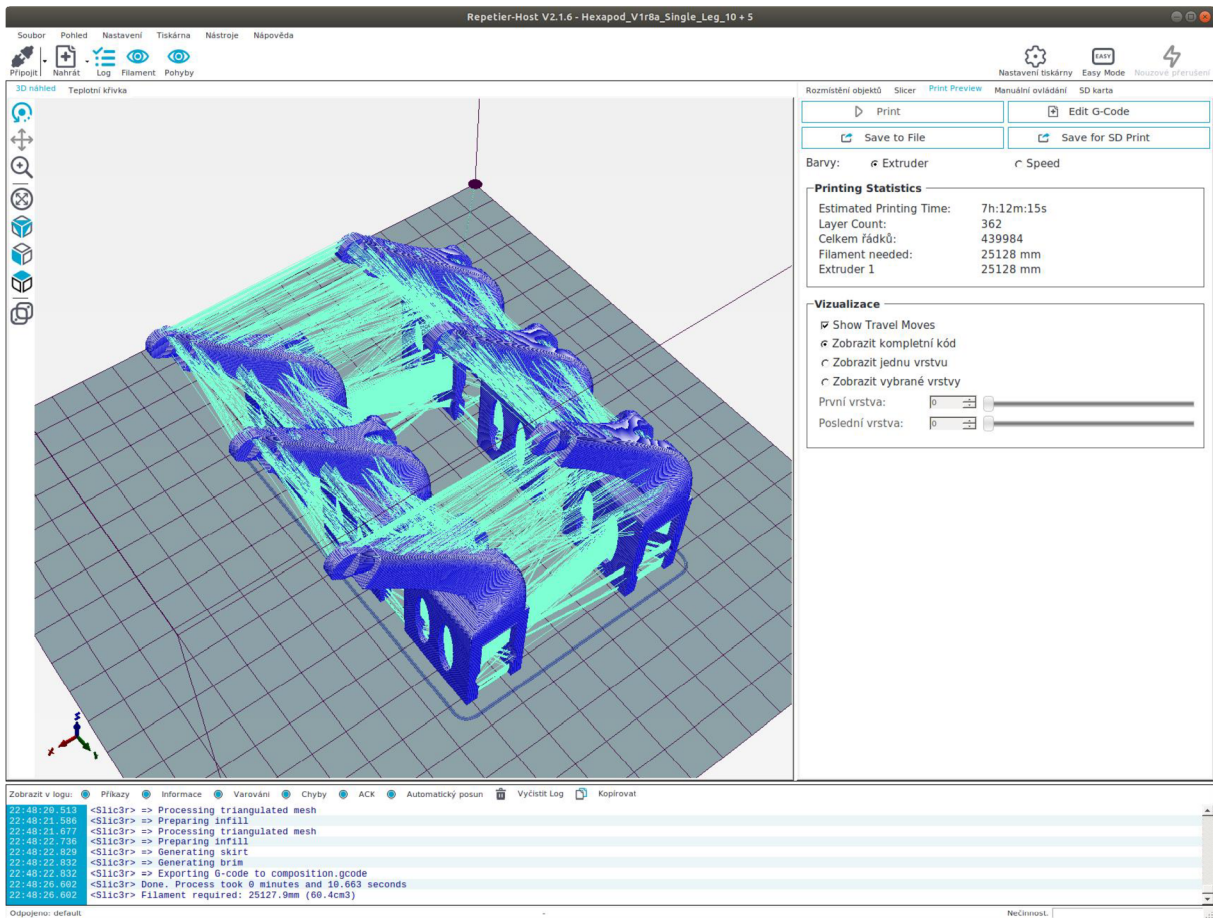 Repetier-Host V2.1.6 - Hexapod_V1r8a_Single_Leg_10 + 5
Soubor Pohled Nastavení Tiskárna Nástroje Nápověda
Připojit Nahrát Log Filament Pohyby
EASY
Nastavení tiskárny Easy Mode Nouzové přerušení
3D náhled Teplotní křivka
Rozmístění objektů Slicer Print Preview Manuální ovládání SD karta
Print Edit G-Code
Save to File Save for SD Print
Barvy: Extruder Speed
Printing Statistics
Estimated Printing Time: 7h:12m:15s
Layer Count: 362
Celkem řádků: 439984
Filament needed: 25128 mm
Extruder 1 25128 mm
Vizualizace
Show Travel Moves
Zobrazit kompletní kód
Zobrazit jednu vrstvu
Zobrazit vybrané vrstvy
První vrstva: 0
Poslední vrstva: 0
Zobrazit v logu: Příkazy Informace Varováni Chyby ACK Automatický posun Vyčistit Log Kopírovat
22:48:20.513 <Slic3r> => Processing triangulated mesh
22:48:21.586 <Slic3r> => Preparing infill
22:48:21.677 <Slic3r> => Processing triangulated mesh
22:48:22.736 <Slic3r> => Preparing infill
22:48:22.829 <Slic3r> => Generating skirt
22:48:22.832 <Slic3r> => Generating brim
22:48:22.832 <Slic3r> => Exporting G-code to composition.gcode
22:48:26.602 <Slic3r> Done. Process took 0 minutes and 10.663 seconds
22:48:26.602 <Slic3r> Filament required: 25127.9mm (60.4cm3)
Odpojeno: default - Nečinnost.